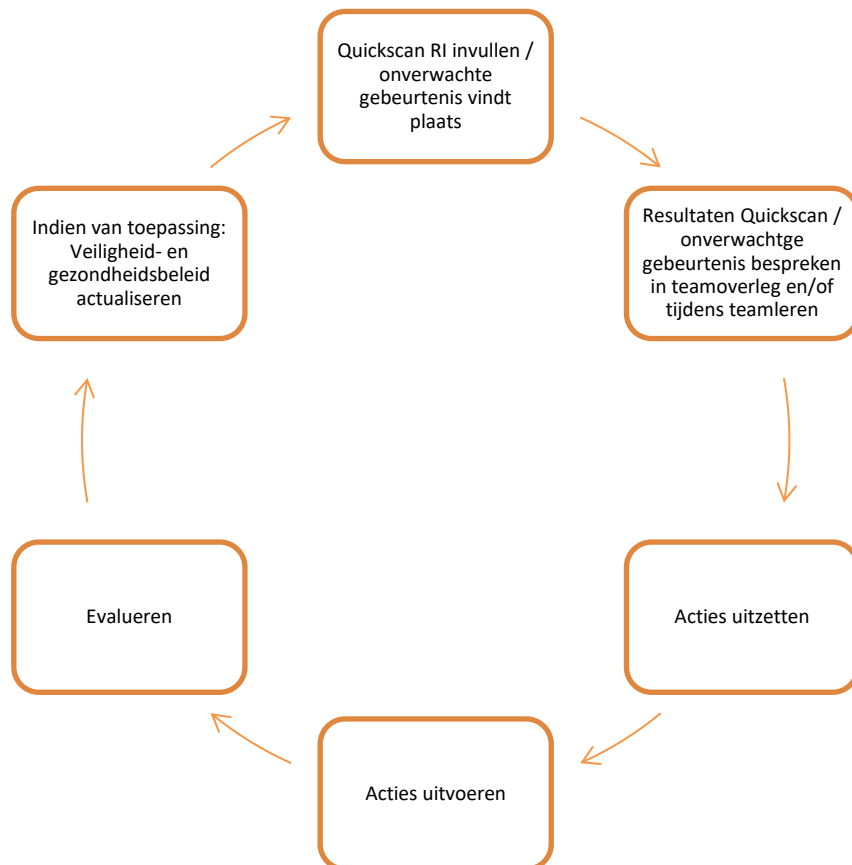 Quickscan RI invullen /
onverwachte
gebeurtenis vindt
plaats
Resultaten Quickscan /
onverwachtge
gebeurtenis bespreken
in teamoverleg en/of
tijdens teamleren
Acties uitzetten
Acties uitvoeren
Evalueren
Indien van toepassing:
Veiligheid- en
gezondheidsbeleid
actualiseren